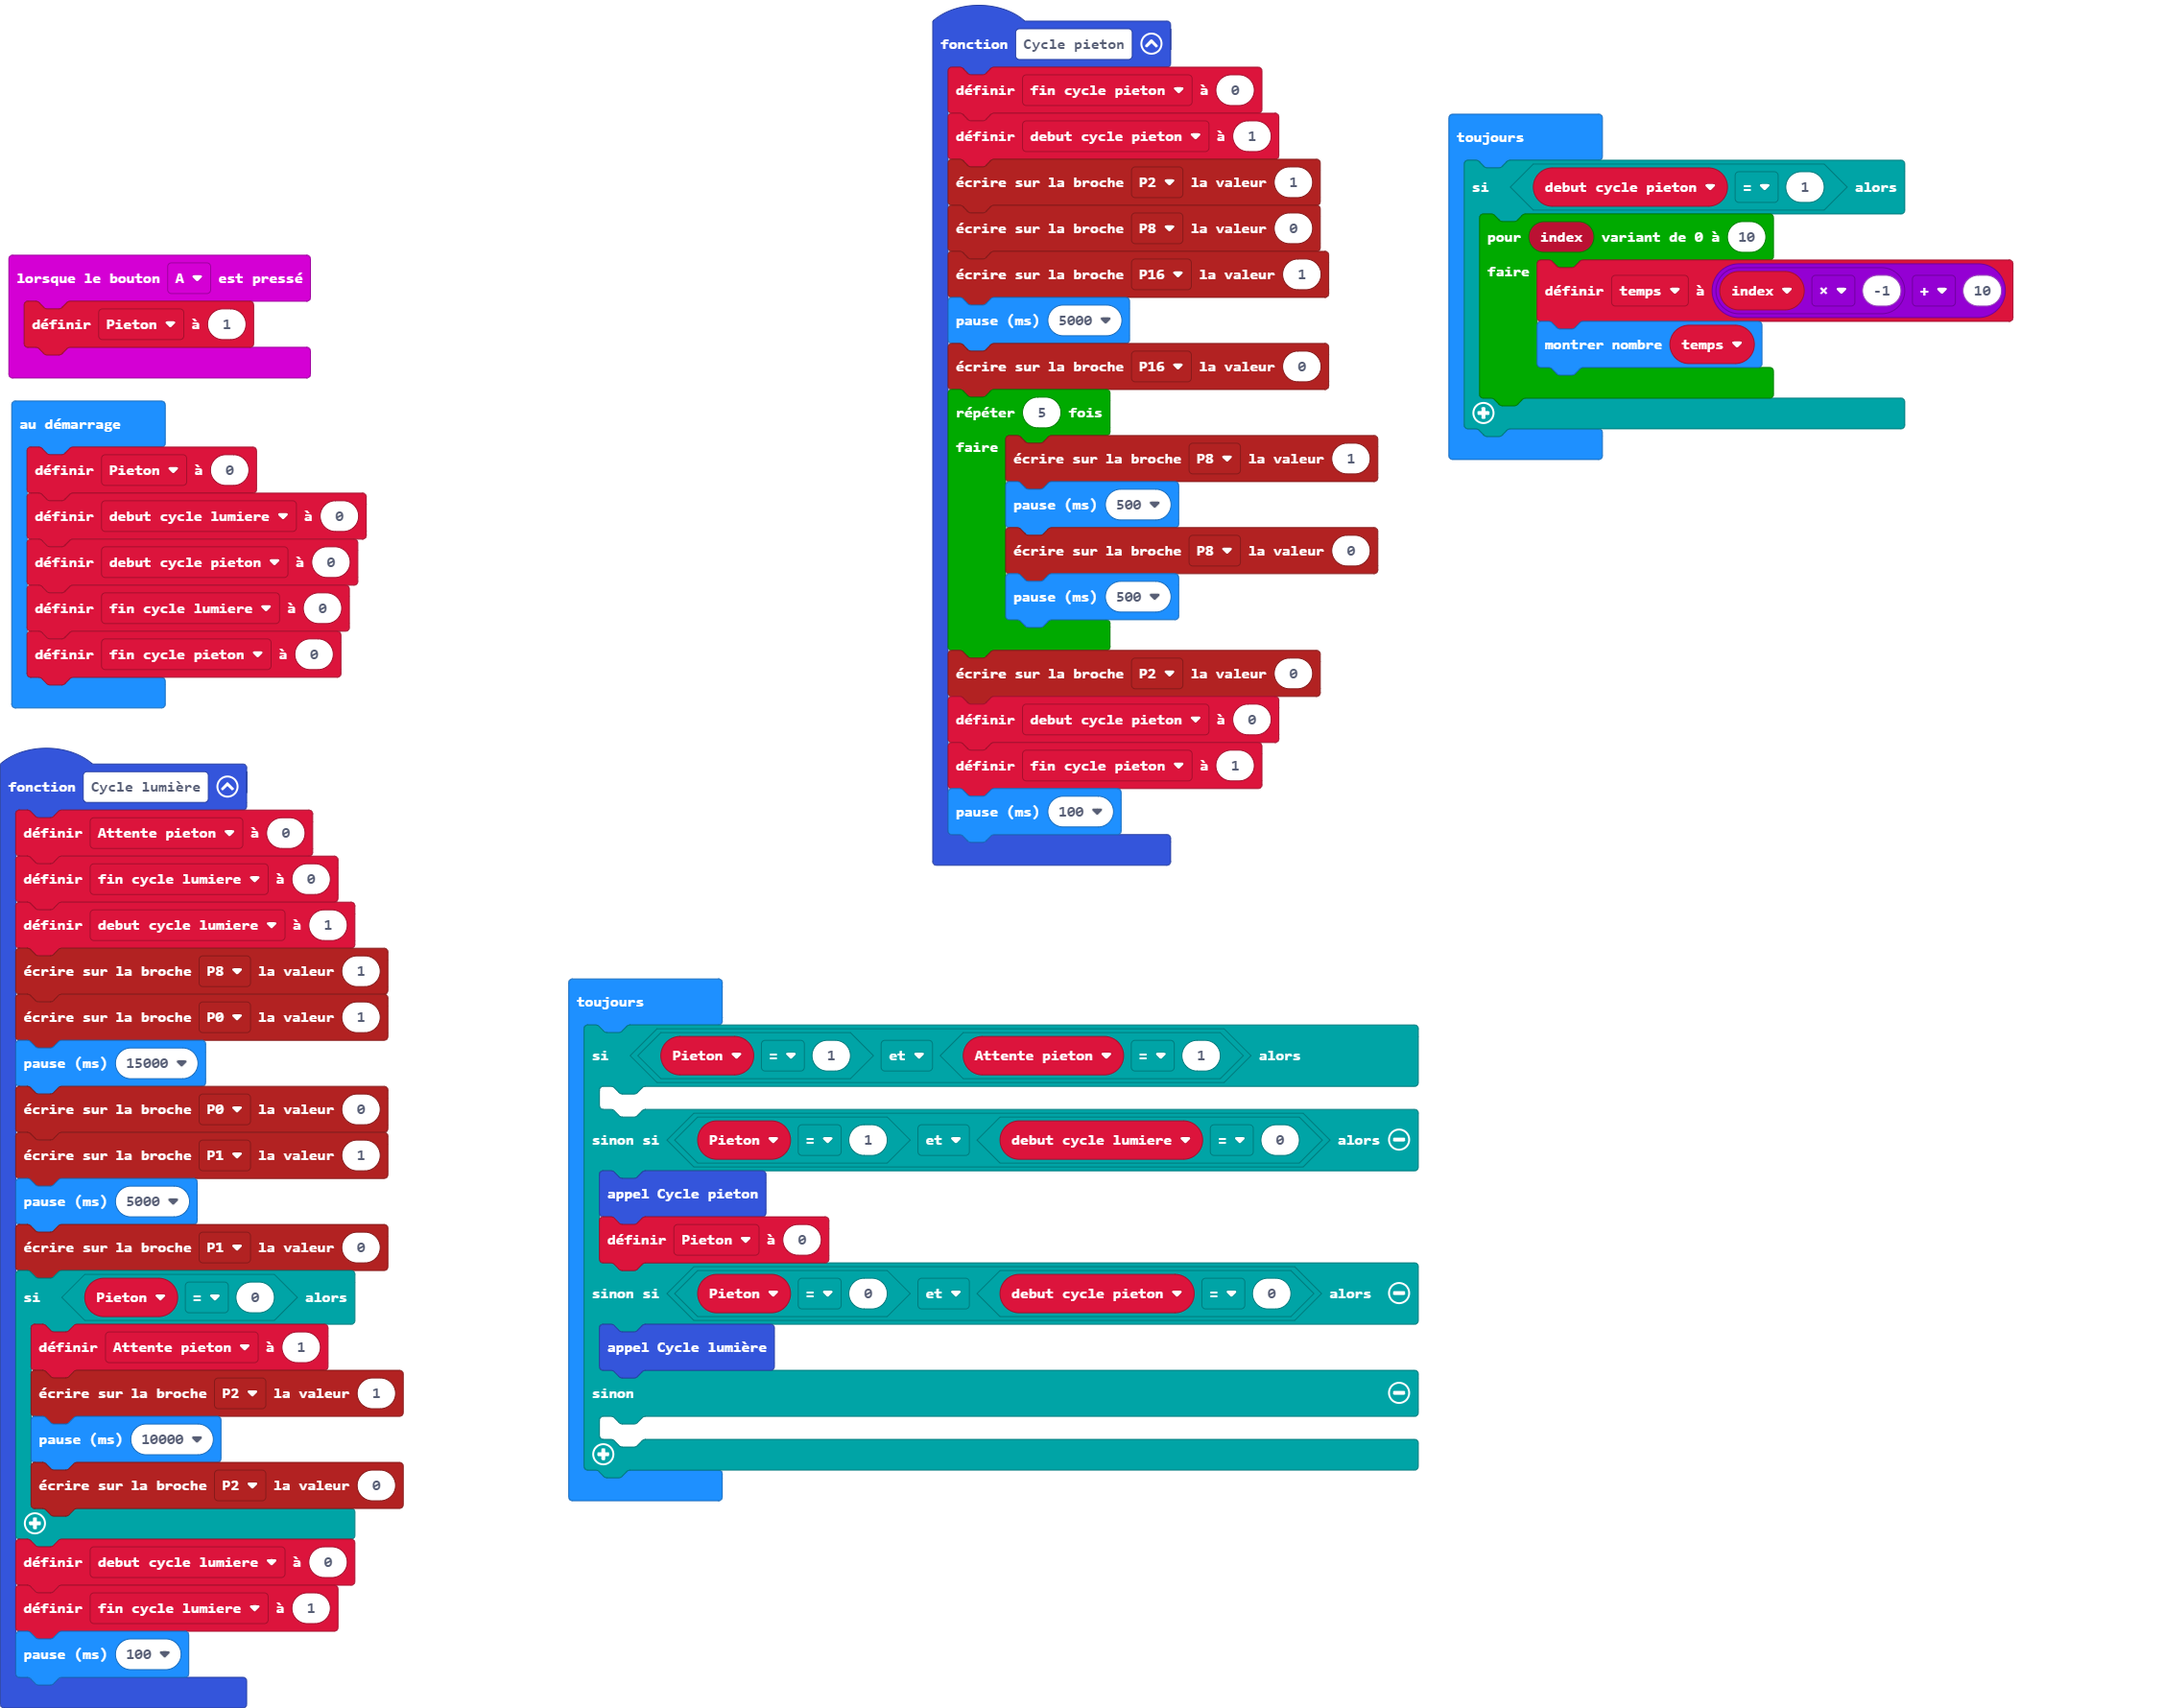 lorsque le bouton A est pressé
définir Pieton à 1
au démarrage
définir Pieton à 0
définir debut cycle lumiere à 0
définir debut cycle pieton à 0
définir fin cycle lumiere à 0
définir fin cycle pieton à 0
fonction Cycle lumière
définir Attente pieton à 0
définir fin cycle lumiere à 0
définir debut cycle lumiere à 1
écrire sur la broche P8 la valeur 1
écrire sur la broche P0 la valeur 1
pause (ms) 15000
écrire sur la broche P0 la valeur 0
écrire sur la broche P1 la valeur 1
pause (ms) 5000
écrire sur la broche P1 la valeur 0
si Pieton = 0 alors
définir Attente pieton à 1
écrire sur la broche P2 la valeur 1
pause (ms) 10000
écrire sur la broche P2 la valeur 0
définir debut cycle lumiere à 0
définir fin cycle lumiere à 1
pause (ms) 100
fonction Cycle pieton
définir fin cycle pieton à 0
définir debut cycle pieton à 1
écrire sur la broche P2 la valeur 1
écrire sur la broche P8 la valeur 0
écrire sur la broche P16 la valeur 1
pause (ms) 5000
écrire sur la broche P16 la valeur 0
répéter 5 fois
faire écrire sur la broche P8 la valeur 1
pause (ms) 500
écrire sur la broche P8 la valeur 0
pause (ms) 500
écrire sur la broche P2 la valeur 0
définir debut cycle pieton à 0
définir fin cycle pieton à 1
pause (ms) 100
toujours
si debut cycle pieton = 1 alors
pour index variant de 0 à 10
faire définir temps à index × -1 + 10
montrer nombre temps
toujours
si Pieton = 1 et Attente pieton = 1 alors
sinon si Pieton = 1 et debut cycle lumiere = 0 alors
appel Cycle pieton
définir Pieton à 0
sinon si Pieton = 0 et debut cycle pieton = 0 alors
appel Cycle lumière
sinon